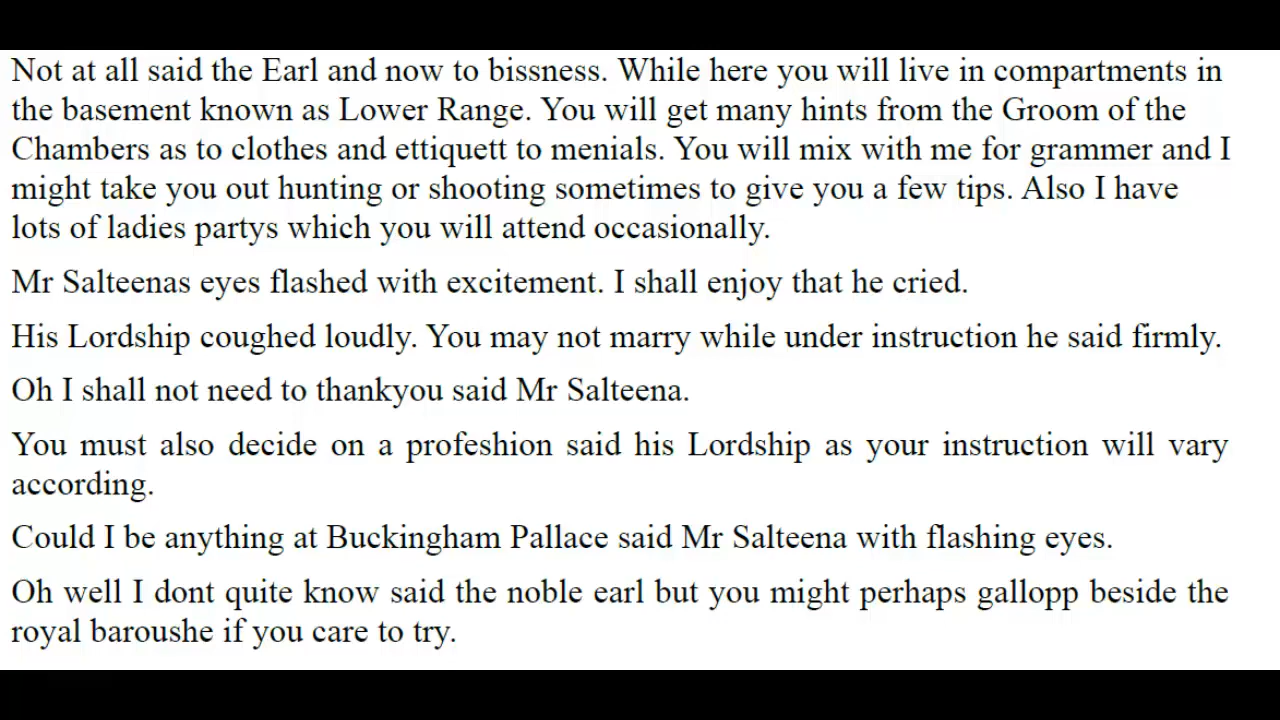 Not at all said the Earl and now to bissness. While here you will live in compartments in
the basement known as Lower Range. You will get many hints from the Groom of the
Chambers as to clothes and ettiquett to menials. You will mix with me for grammer and I
might take you out hunting or shooting sometimes to give you a few tips. Also I have
lots of ladies partys which you will attend occasionally.
Mr Salteenas eyes flashed with excitement. I shall enjoy that he cried.
His Lordship coughed loudly. You may not marry while under instruction he said firmly.
Oh I shall not need to thankyou said Mr Salteena.
You must also decide on a profeshion said his Lordship as your instruction will vary
according.
Could I be anything at Buckingham Pallace said Mr Salteena with flashing eyes.
Oh well I dont quite know said the noble earl but you might perhaps gallopp beside the
royal baroushe if you care to try.